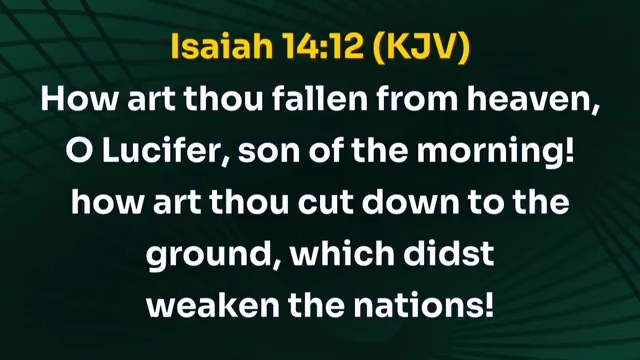 Isaiah 14:12 (KJV)
How art thou fallen from heaven,
O Lucifer, son of the morning!
how art thou cut down to the
ground, which didst
weaken the nations!